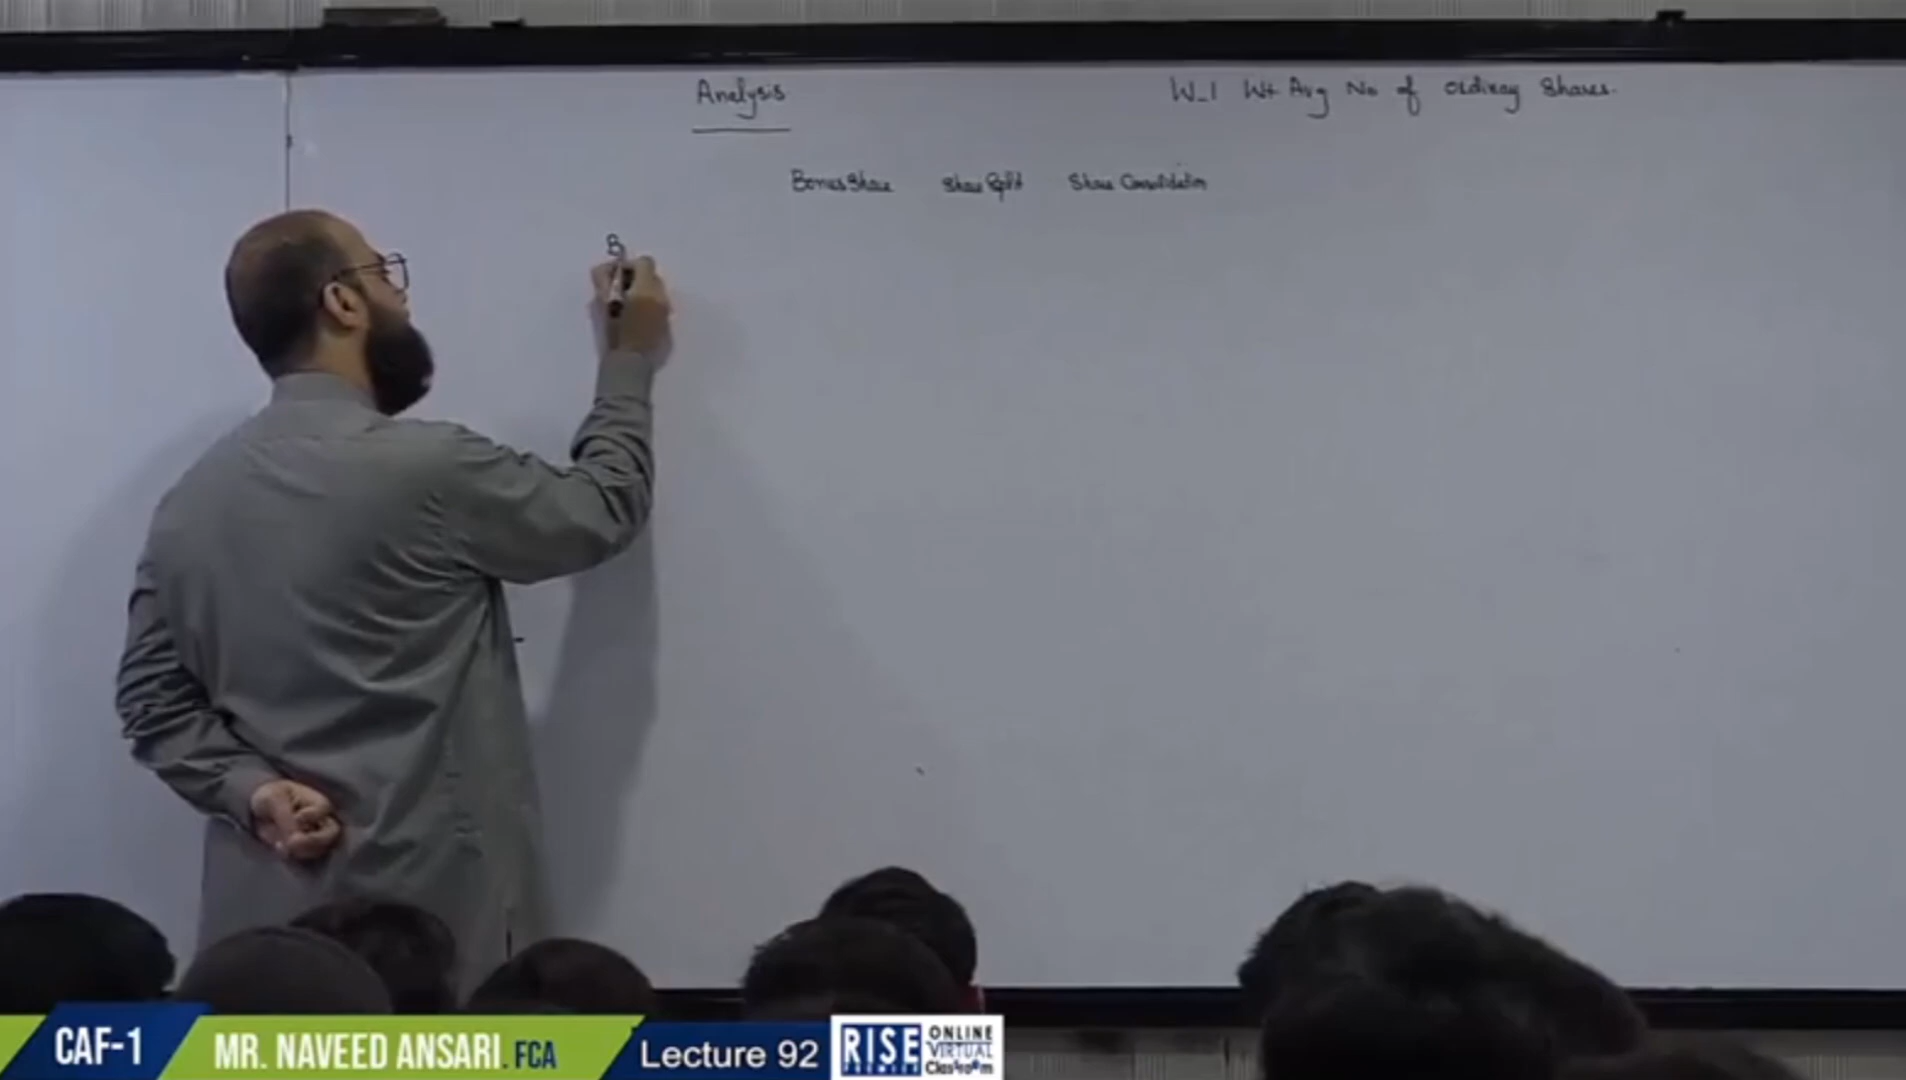 Analysis
W-1 Wt Avg No of ordinary Shares.
Bonus Share Share Split Share Consolidation
B
CAF-1
MR. NAVEED ANSARI. FCA
Lecture 92
RISE
PREMIER
ONLINE
VIRTUAL
Classroom